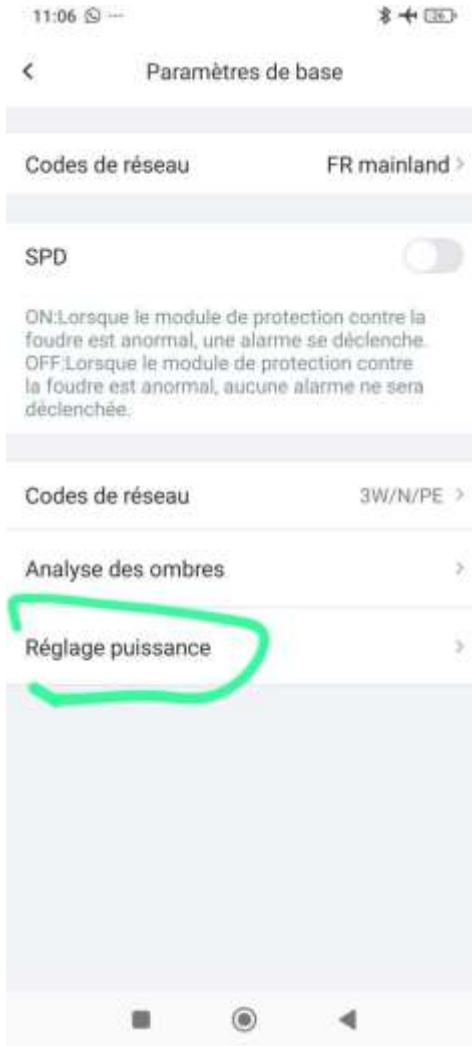 11:06
26
Paramètres de base
Codes de réseau FR mainland
SPD
ON:Lorsque le module de protection contre la
foudre est anormal, une alarme se déclenche.
OFF:Lorsque le module de protection contre
la foudre est anormal, aucune alarme ne sera
déclenchée.
Codes de réseau 3W/N/PE
Analyse des ombres
Réglage puissance